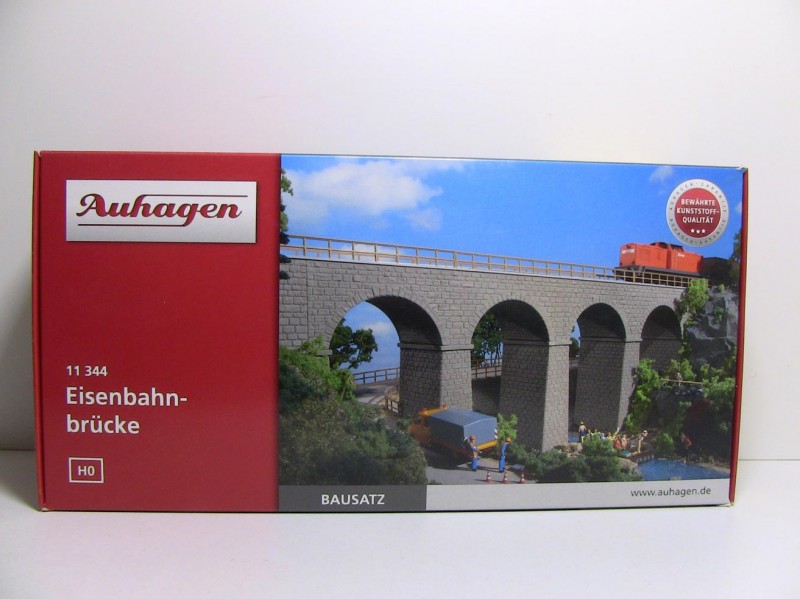 Auhagen
11 344
Eisenbahn-
brücke
H0
BAUSATZ
BEWÄHRTE
KUNSTSTOFF-
QUALITÄT
www.auhagen.de